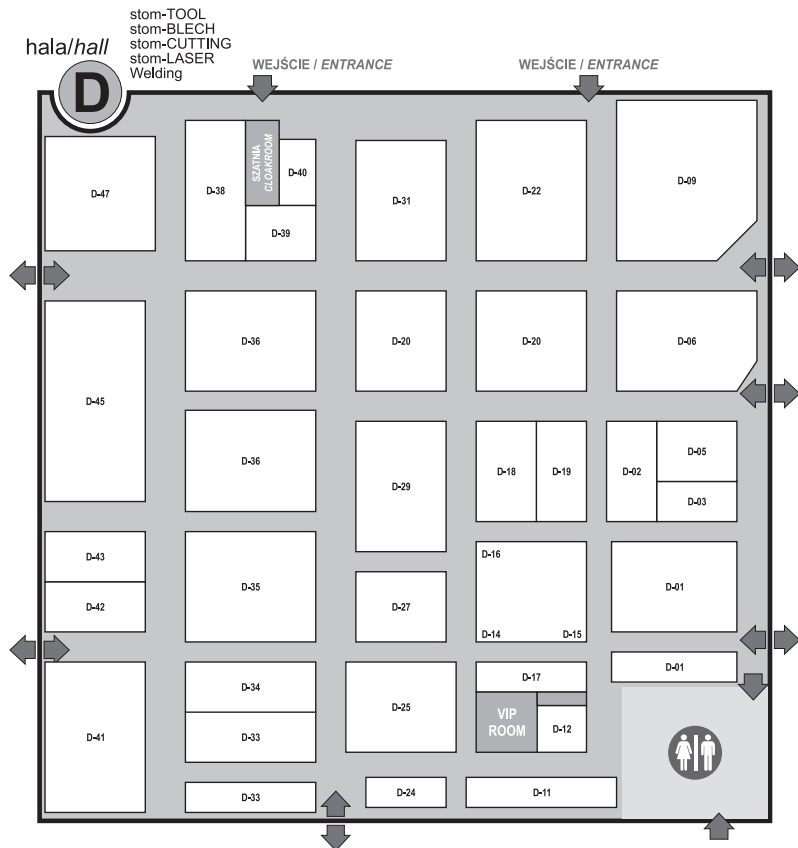 stom-TOOL
stom-BLECH
stom-CUTTING
stom-LASER
Welding
hala/hall
D
WEJŚCIE / ENTRANCE
WEJŚCIE / ENTRANCE
D-47
D-38
SZATNIA
CLOAKROOM
D-40
D-39
D-31
D-22
D-09
D-45
D-36
D-20
D-20
D-06
D-36
D-29
D-18
D-19
D-02
D-05
D-03
D-43
D-42
D-35
D-27
D-16
D-14
D-15
D-01
D-01
D-41
D-34
D-33
D-33
D-25
D-17
VIP
ROOM
D-12
D-24
D-11